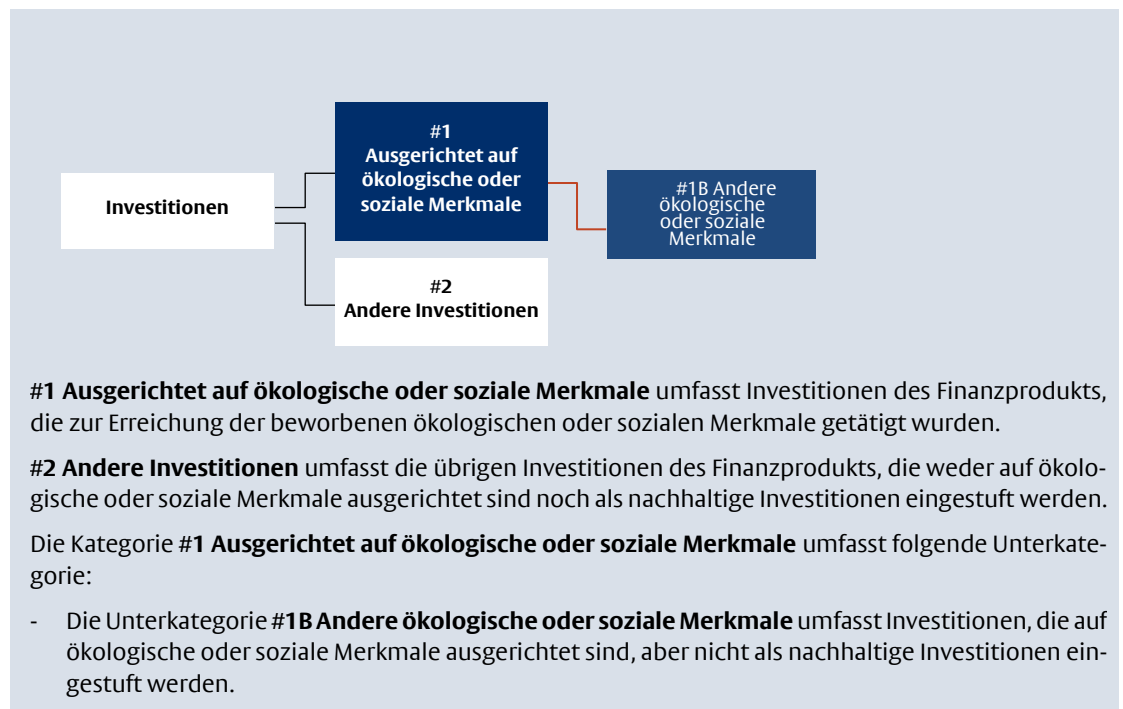 #1
Ausgerichtet auf
ökologische oder
soziale Merkmale
Investitionen
#1B Andere
ökologische
oder soziale
Merkmale
#2
Andere Investitionen
#1 Ausgerichtet auf ökologische oder soziale Merkmale umfasst Investitionen des Finanzprodukts,
die zur Erreichung der beworbenen ökologischen oder sozialen Merkmale getätigt wurden.
#2 Andere Investitionen umfasst die übrigen Investitionen des Finanzprodukts, die weder auf ökolo-
gische oder soziale Merkmale ausgerichtet sind noch als nachhaltige Investitionen eingestuft werden.
Die Kategorie #1 Ausgerichtet auf ökologische oder soziale Merkmale umfasst folgende Unterkate-
gorie:
- Die Unterkategorie #1B Andere ökologische oder soziale Merkmale umfasst Investitionen, die auf
ökologische oder soziale Merkmale ausgerichtet sind, aber nicht als nachhaltige Investitionen ein-
gestuft werden.